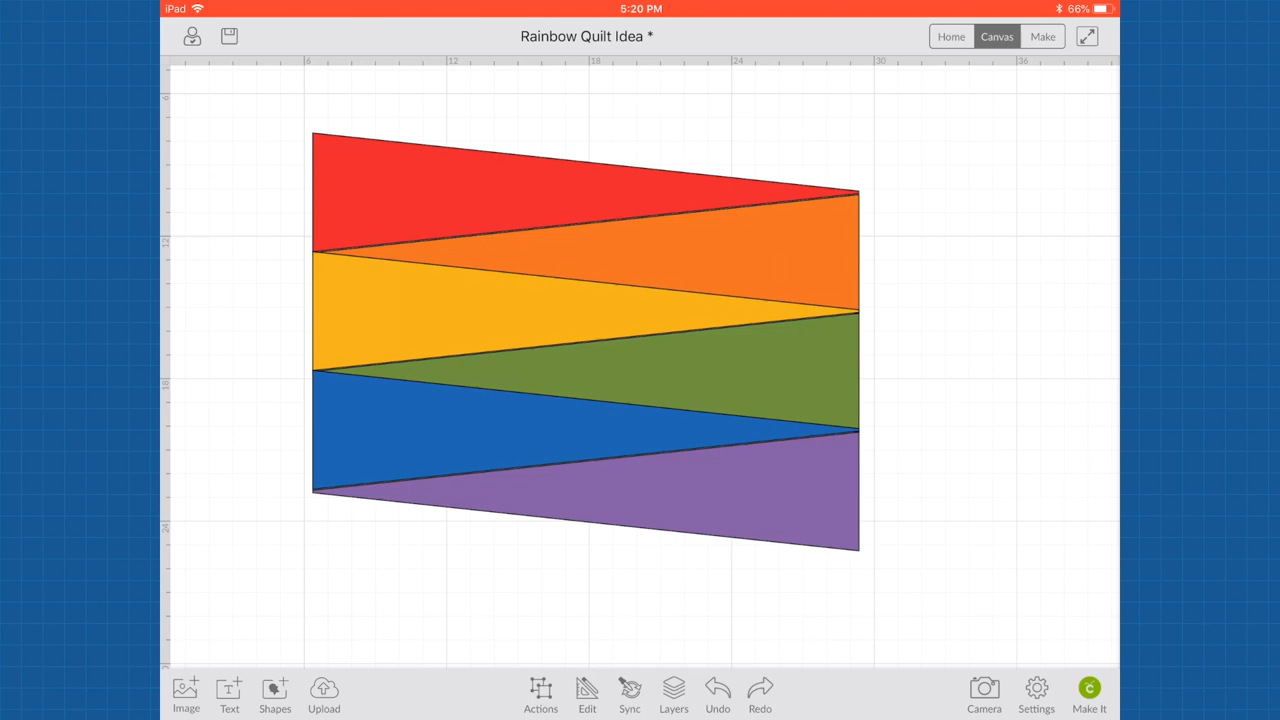 iPad 5:20 PM 66%
Rainbow Quilt Idea * Home Canvas Make
6 12 18 24 30 36
6
12
18
24
Image Text Shapes Upload Actions Edit Sync Layers Undo Redo Camera Settings Make It